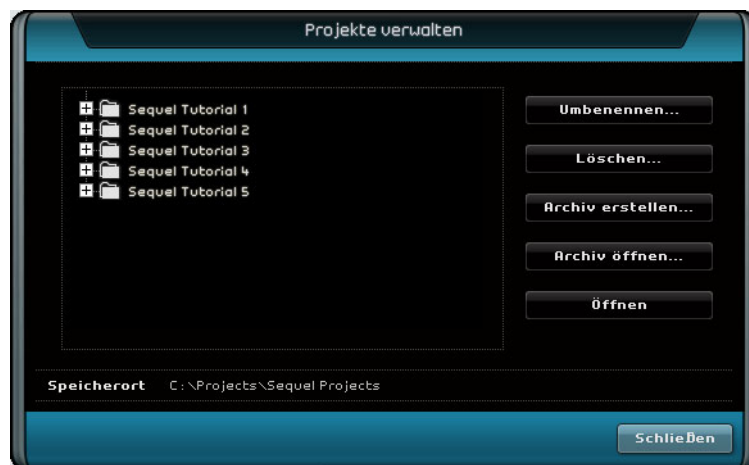 Projekte verwalten
Sequel Tutorial 1
Sequel Tutorial 2
Sequel Tutorial 3
Sequel Tutorial 4
Sequel Tutorial 5
Umbenennen...
Löschen...
Archiv erstellen...
Archiv öffnen...
Öffnen
Speicherort C:\Projects\Sequel Projects
Schließen